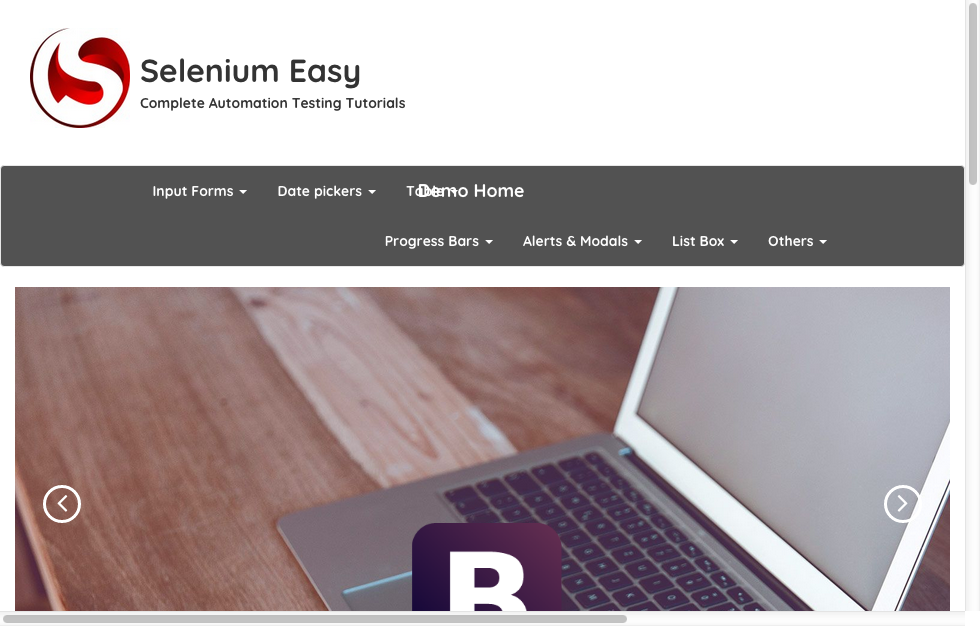 Selenium Easy
Complete Automation Testing Tutorials
Input Forms Date pickers Table Demo Home
Progress Bars Alerts & Modals List Box Others
B